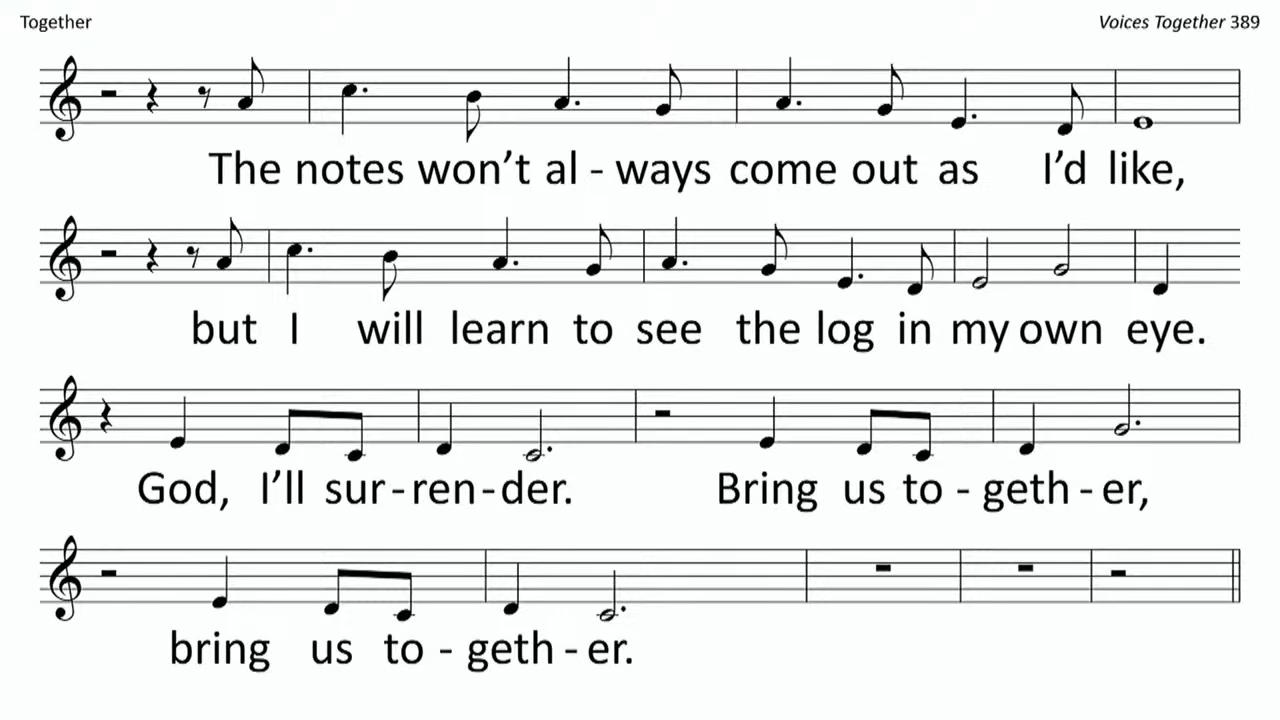 Together
Voices Together 389
The notes won't al - ways come out as I'd like,
but I will learn to see the log in my own eye.
God, I'll sur - ren - der. Bring us to - geth - er,
bring us to - geth - er.